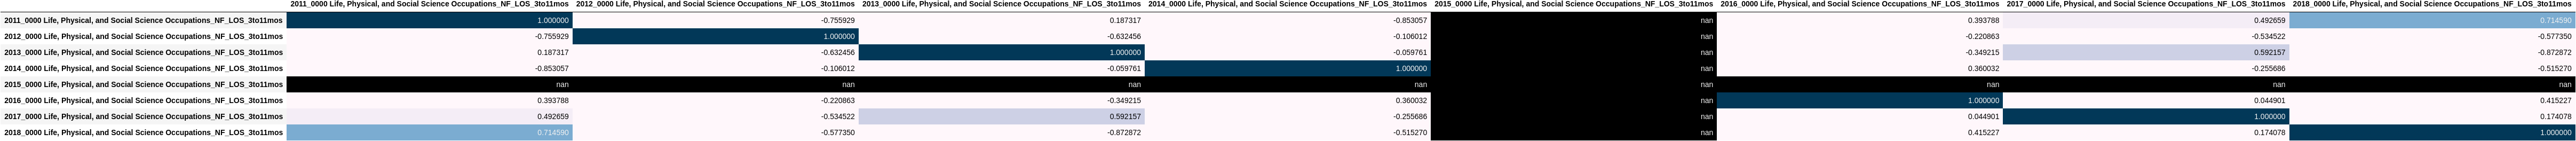 2011_0000 Life, Physical, and Social Science Occupations_NF_LOS_3to11mos 2012_0000 Life, Physical, and Social Science Occupations_NF_LOS_3to11mos 2013_0000 Life, Physical, and Social Science Occupations_NF_LOS_3to11mos 2014_0000 Life, Physical, and Social Science Occupations_NF_LOS_3to11mos 2015_0000 Life, Physical, and Social Science Occupations_NF_LOS_3to11mos 2016_0000 Life, Physical, and Social Science Occupations_NF_LOS_3to11mos 2017_0000 Life, Physical, and Social Science Occupations_NF_LOS_3to11mos 2018_0000 Life, Physical, and Social Science Occupations_NF_LOS_3to11mos
2011_0000 Life, Physical, and Social Science Occupations_NF_LOS_3to11mos 1.000000 -0.755929 0.187317 -0.853057 nan 0.393788 0.492659 0.714590
2012_0000 Life, Physical, and Social Science Occupations_NF_LOS_3to11mos -0.755929 1.000000 -0.632456 -0.106012 nan -0.220863 -0.534522 -0.577350
2013_0000 Life, Physical, and Social Science Occupations_NF_LOS_3to11mos 0.187317 -0.632456 1.000000 -0.059761 nan -0.349215 0.592157 -0.872872
2014_0000 Life, Physical, and Social Science Occupations_NF_LOS_3to11mos -0.853057 -0.106012 -0.059761 1.000000 nan 0.360032 -0.255686 -0.515270
2015_0000 Life, Physical, and Social Science Occupations_NF_LOS_3to11mos nan nan nan nan nan nan nan nan
2016_0000 Life, Physical, and Social Science Occupations_NF_LOS_3to11mos 0.393788 -0.220863 -0.349215 0.360032 nan 1.000000 0.044901 0.415227
2017_0000 Life, Physical, and Social Science Occupations_NF_LOS_3to11mos 0.492659 -0.534522 0.592157 -0.255686 nan 0.044901 1.000000 0.174078
2018_0000 Life, Physical, and Social Science Occupations_NF_LOS_3to11mos 0.714590 -0.577350 -0.872872 -0.515270 nan 0.415227 0.174078 1.000000